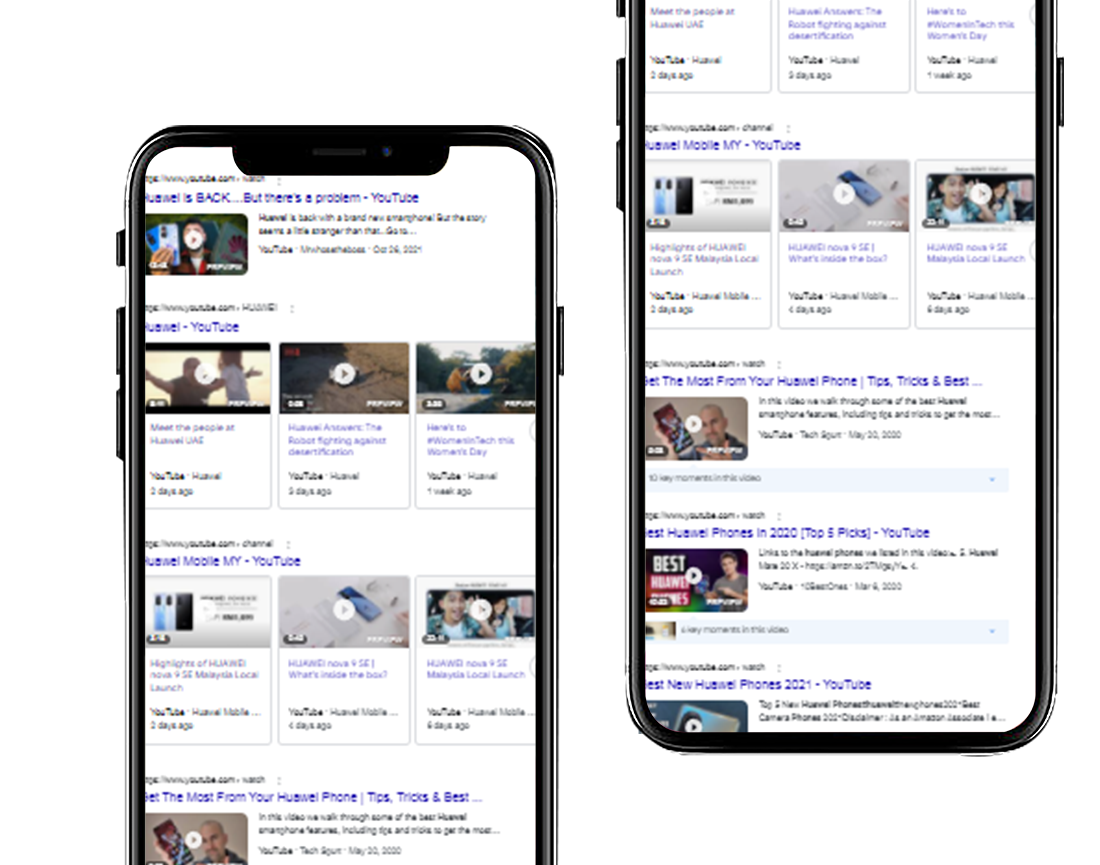 https://www.youtube.com › watch
Huawei is BACK....But there's a problem - YouTube
Huawei is back with a brand new smartphone! But the story
seems a little stranger than that...Go to...
YouTube · Mrwhosetheboss · Oct 26, 2021
PREVIEW
https://www.youtube.com › HUAWEI
Huawei - YouTube
PREVIEW
PREVIEW
Meet the people at
Huawei UAE
YouTube · Huawei
2 days ago
Huawei Answers: The
Robot fighting against
desertification
YouTube · Huawei
3 days ago
Here's to
#WomenInTech this
Women's Day
YouTube · Huawei
1 week ago
https://www.youtube.com › channel
Huawei Mobile MY - YouTube
PREVIEW
Highlights of HUAWEI
nova 9 SE Malaysia Local
Launch
YouTube · Huawei Mobile ...
2 days ago
HUAWEI nova 9 SE |
What's inside the box?
YouTube · Huawei Mobile ...
4 days ago
HUAWEI nova 9 SE
Malaysia Local Launch
YouTube · Huawei Mobile ...
6 days ago
https://www.youtube.com › watch
Get The Most From Your Huawei Phone | Tips, Tricks & Best ...
In this video we walk through some of the best Huawei
smartphone features, including tips and tricks to get the most...
YouTube · Tech Spurt · May 20, 2020
Meet the people at
Huawei UAE
YouTube · Huawei
2 days ago
Huawei Answers: The
Robot fighting against
desertification
YouTube · Huawei
3 days ago
Here's to
#WomenInTech this
Women's Day
YouTube · Huawei
1 week ago
https://www.youtube.com › channel
Huawei Mobile MY - YouTube
PREVIEW
Highlights of HUAWEI
nova 9 SE Malaysia Local
Launch
YouTube · Huawei Mobile ...
2 days ago
HUAWEI nova 9 SE |
What's inside the box?
YouTube · Huawei Mobile ...
4 days ago
HUAWEI nova 9 SE
Malaysia Local Launch
YouTube · Huawei Mobile ...
6 days ago
https://www.youtube.com › watch
Get The Most From Your Huawei Phone | Tips, Tricks & Best ...
In this video we walk through some of the best Huawei
smartphone features, including tips and tricks to get the most...
YouTube · Tech Spurt · May 20, 2020
10 key moments in this video
https://www.youtube.com › watch
Best Huawei Phones in 2020 [Top 5 Picks] - YouTube
BEST
HUAWEI
PHONES
PREVIEW
Links to the huawei phones we listed in this video:. 5. Huawei
Mate 20 X -
YouTube · 10BestOnes · Mar 6, 2020
6 key moments in this video
https://www.youtube.com › watch
Best New Huawei Phones 2021 - YouTube
Top 5 New Huawei Phones
Camera Phones 2021 Disclaimer: As an Amazon Associate I e...